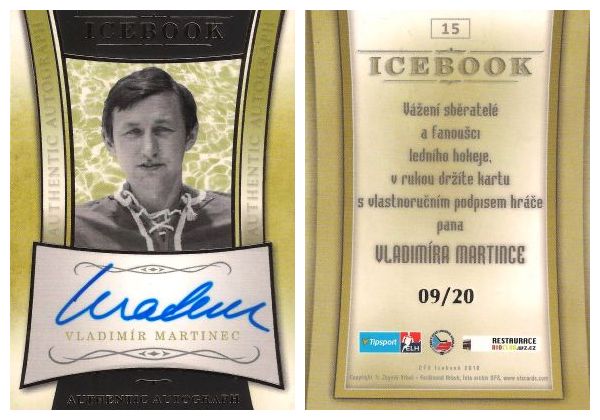 ICEBOOK
AUTHENTIC AUTOGRAPH
AUTHENTIC AUTOGRAPH
VLADIMÍR MARTINEC
AUTHENTIC AUTOGRAPH
15
ICEBOOK
Vážení sběratelé
a fanoušci
ledního hokeje,
v rukou držíte kartu
s vlastnoručním podpisem hráče
pana
VLADIMÍRA MARTINCE
09/20
Tipsport
ELH
RESTAURACE